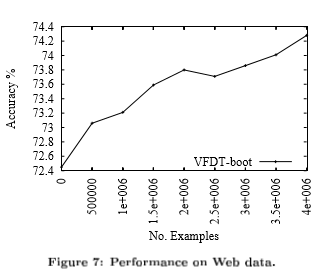 74.4
74.2
74
73.8
73.6
73.4
73.2
73
72.8
72.6
72.4
Accuracy %
VFDT-boot
0
500000
1e+006
1.5e+006
2e+006
2.5e+006
3e+006
3.5e+006
4e+006
No. Examples
Figure 7: Performance on Web data.